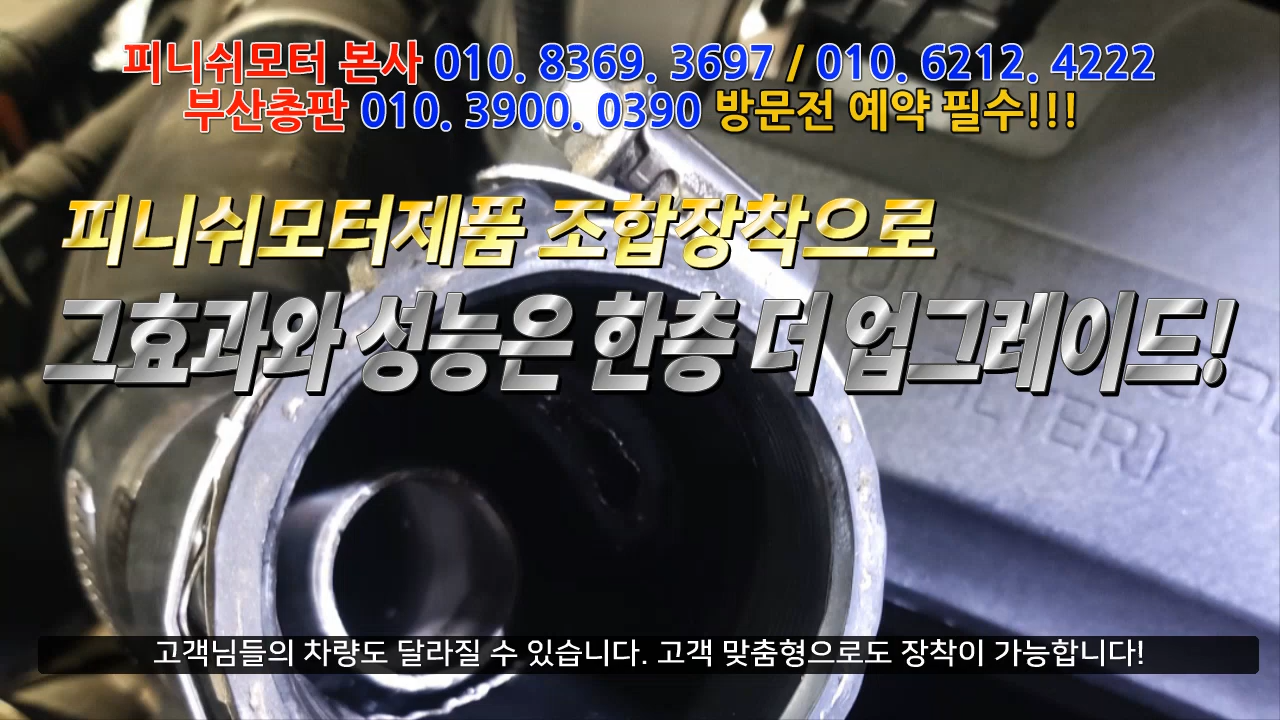 피니쉬모터 본사 010. 8369. 3697 / 010. 6212. 4222
부산총판 010. 3900. 0390 방문전 예약 필수!!!
피니쉬모터제품 조합장착으로
그효과와 성능은 한층 더 업그레이드!
FILTER]
고객님들의 차량도 달라질 수 있습니다. 고객 맞춤형으로도 장착이 가능합니다!